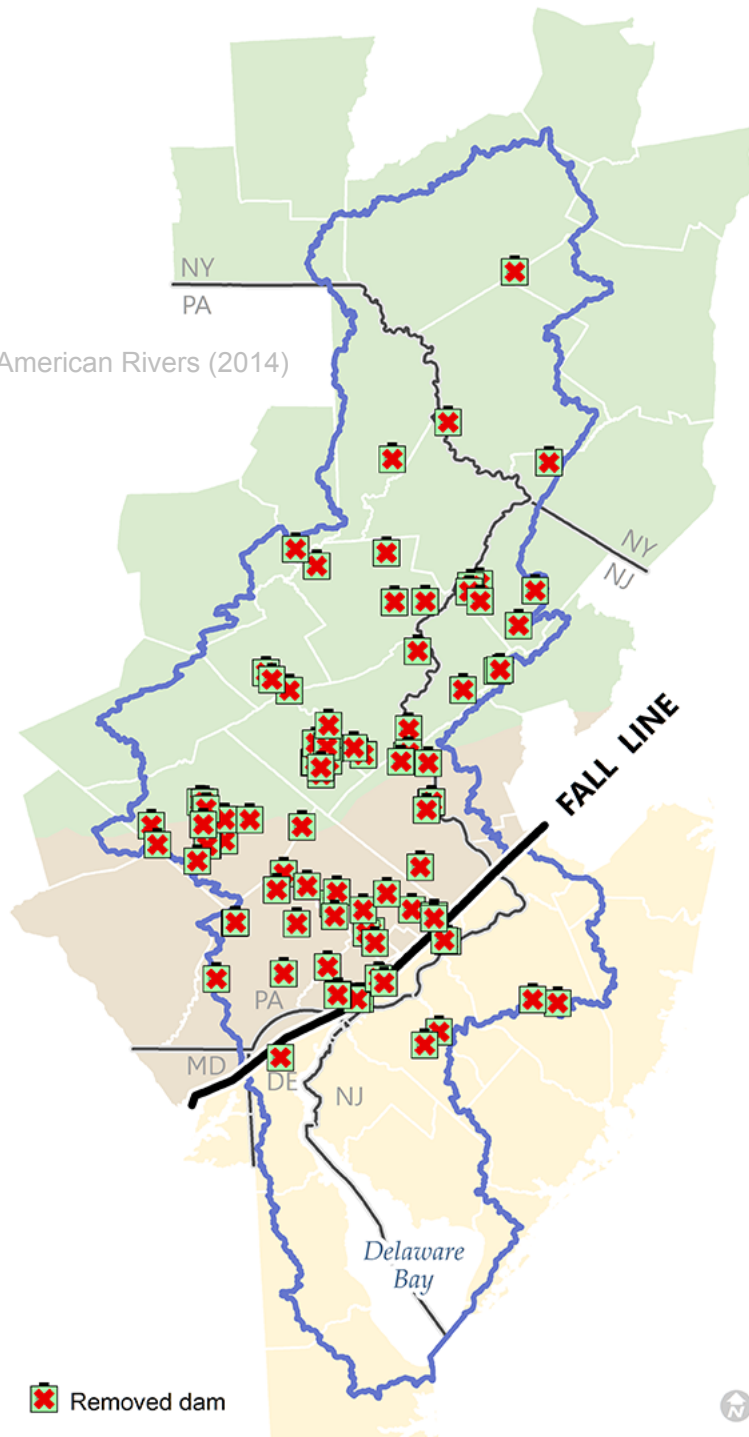 NY
PA
American Rivers (2014)
NY
NJ
FALL LINE
PA
MD
DE
NJ
Delaware
Bay
Removed dam
N